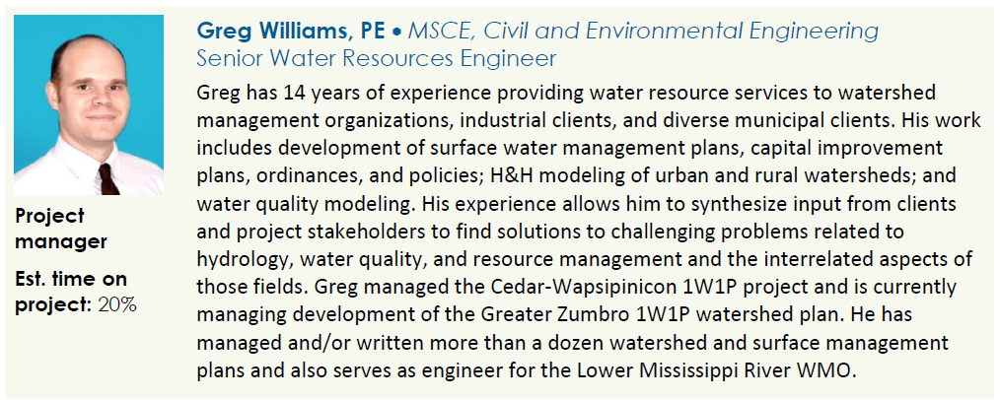 Greg Williams, PE • MSCE, Civil and Environmental Engineering
Senior Water Resources Engineer
Greg has 14 years of experience providing water resource services to watershed
management organizations, industrial clients, and diverse municipal clients. His work
includes development of surface water management plans, capital improvement
plans, ordinances, and policies; H&H modeling of urban and rural watersheds; and
water quality modeling. His experience allows him to synthesize input from clients
and project stakeholders to find solutions to challenging problems related to
hydrology, water quality, and resource management and the interrelated aspects of
those fields. Greg managed the Cedar-Wapsipinicon 1W1P project and is currently
managing development of the Greater Zumbro 1W1P watershed plan. He has
managed and/or written more than a dozen watershed and surface management
plans and also serves as engineer for the Lower Mississippi River WMO.
Project
manager
Est. time on
project: 20%